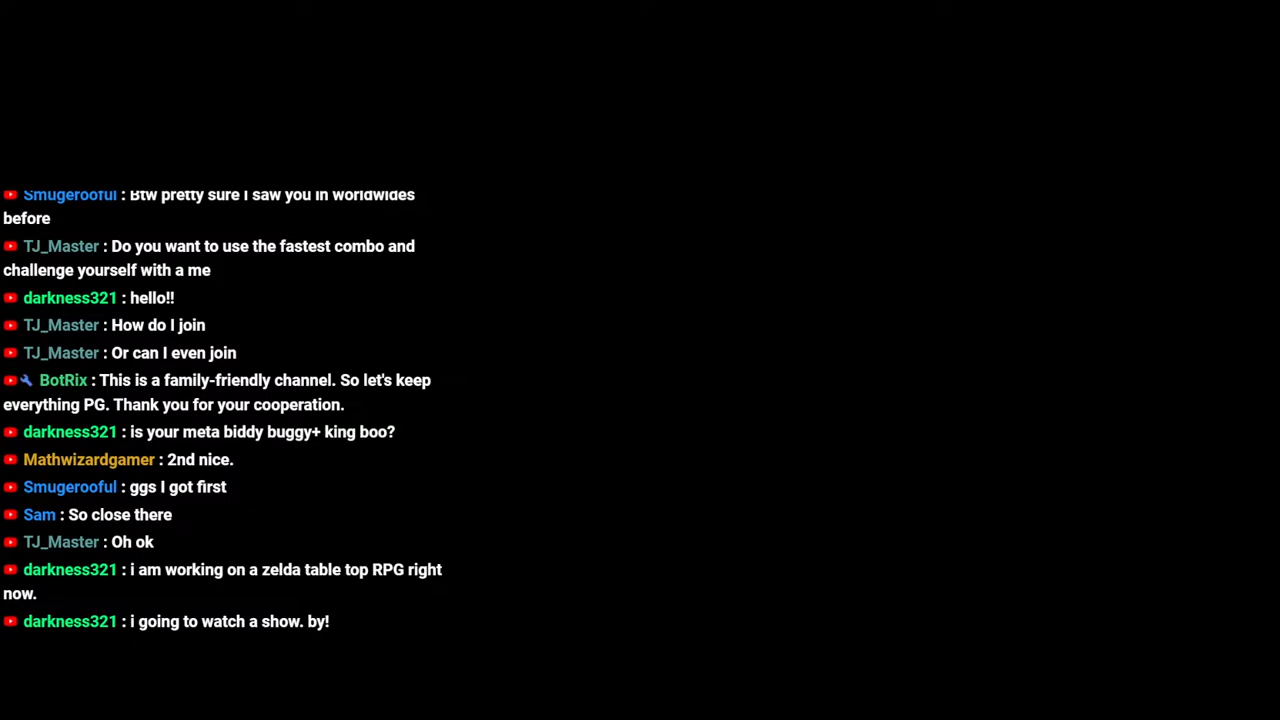 Smugerooful : Btw pretty sure I saw you in worldwides
before
TJ_Master : Do you want to use the fastest combo and
challenge yourself with a me
darkness321 : hello!!
TJ_Master : How do I join
TJ_Master : Or can I even join
BotRix : This is a family-friendly channel. So let's keep
everything PG. Thank you for your cooperation.
darkness321 : is your meta biddy buggy+ king boo?
Mathwizardgamer : 2nd nice.
Smugerooful : ggs I got first
Sam : So close there
TJ_Master : Oh ok
darkness321 : i am working on a zelda table top RPG right
now.
darkness321 : i going to watch a show. by!